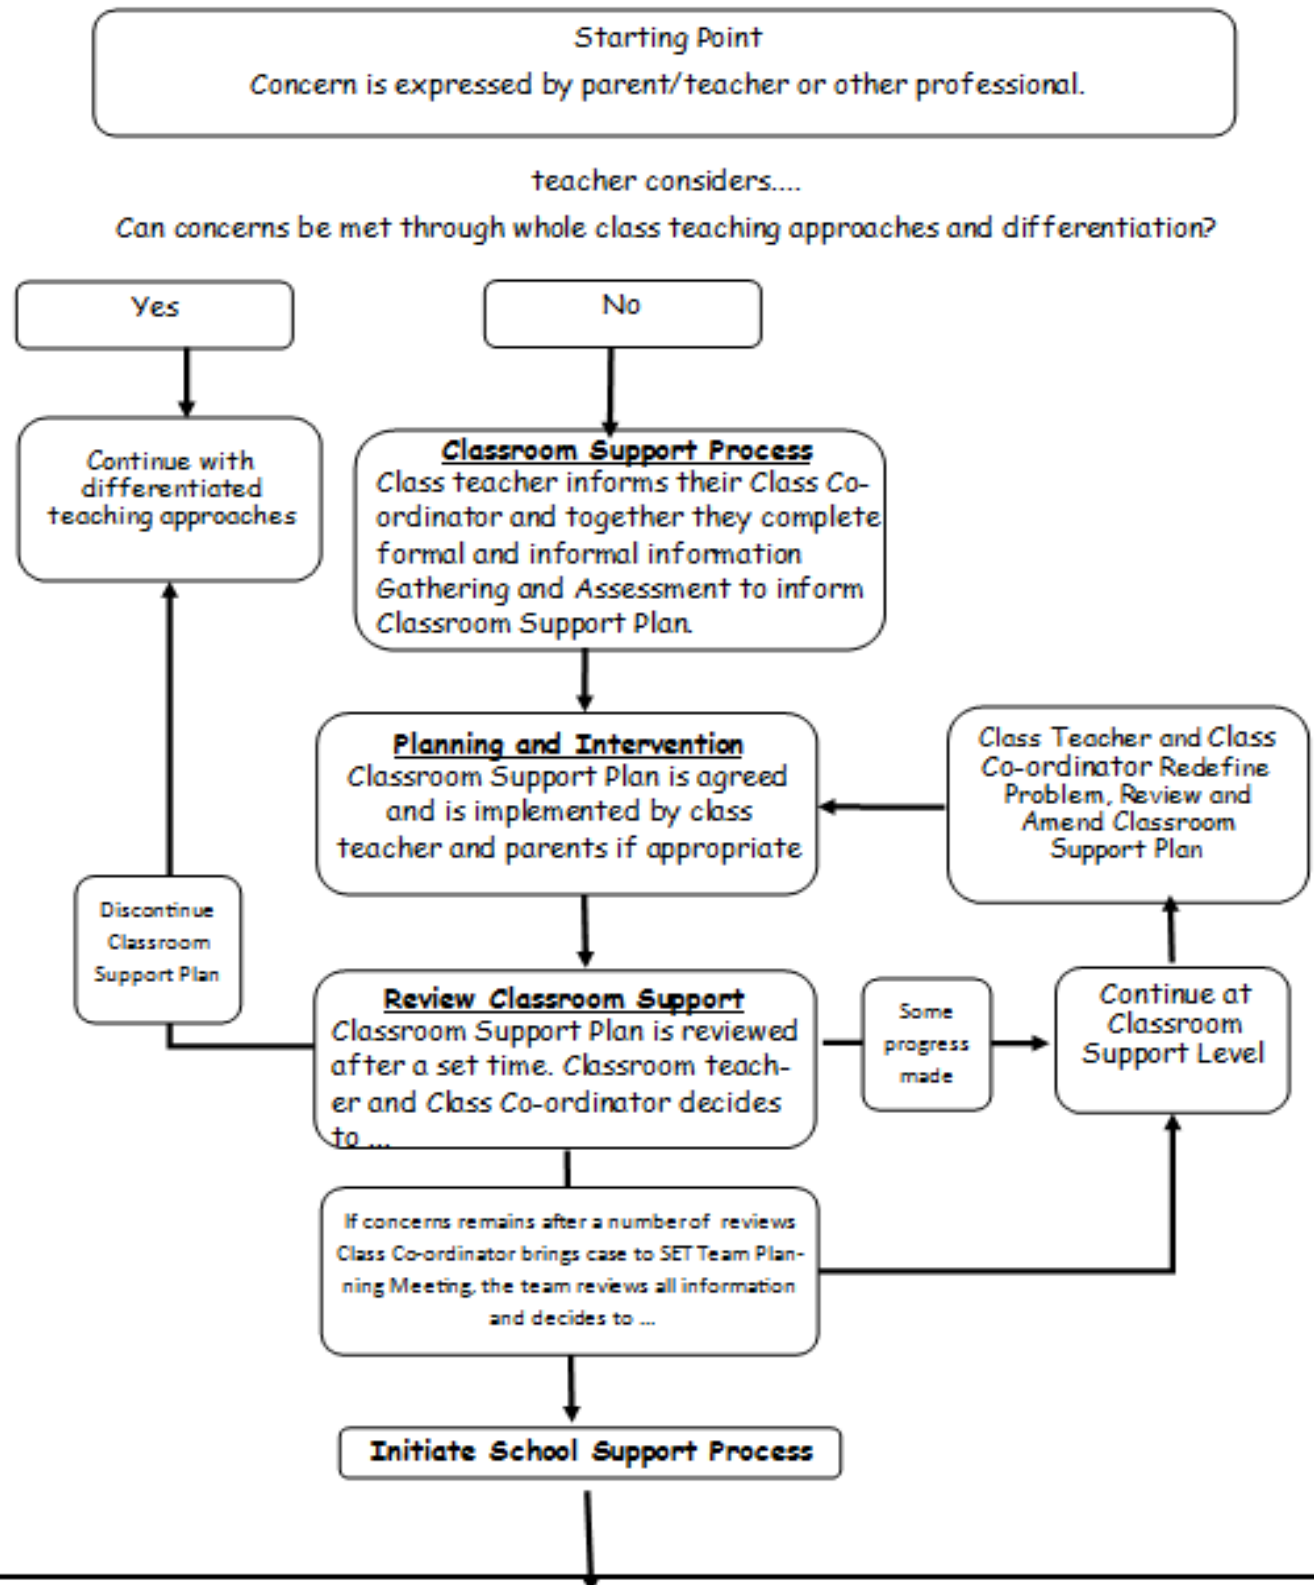 Starting Point
Concern is expressed by parent/teacher or other professional.
teacher considers....
Can concerns be met through whole class teaching approaches and differentiation?
Yes
No
Continue with
differentiated
teaching approaches
Classroom Support Process
Class teacher informs their Class Co-
ordinator and together they complete
formal and informal information
Gathering and Assessment to inform
Classroom Support Plan.
Planning and Intervention
Classroom Support Plan is agreed
and is implemented by class
teacher and parents if appropriate
Class Teacher and Class
Co-ordinator Redefine
Problem, Review and
Amend Classroom
Support Plan
Discontinue
Classroom
Support Plan
Review Classroom Support
Classroom Support Plan is reviewed
after a set time. Classroom teach-
er and Class Co-ordinator decides
to ...
Some
progress
made
Continue at
Classroom
Support Level
If concerns remains after a number of reviews
Class Co-ordinator brings case to SET Team Plan-
ning Meeting, the team reviews all information
and decides to ...
Initiate School Support Process